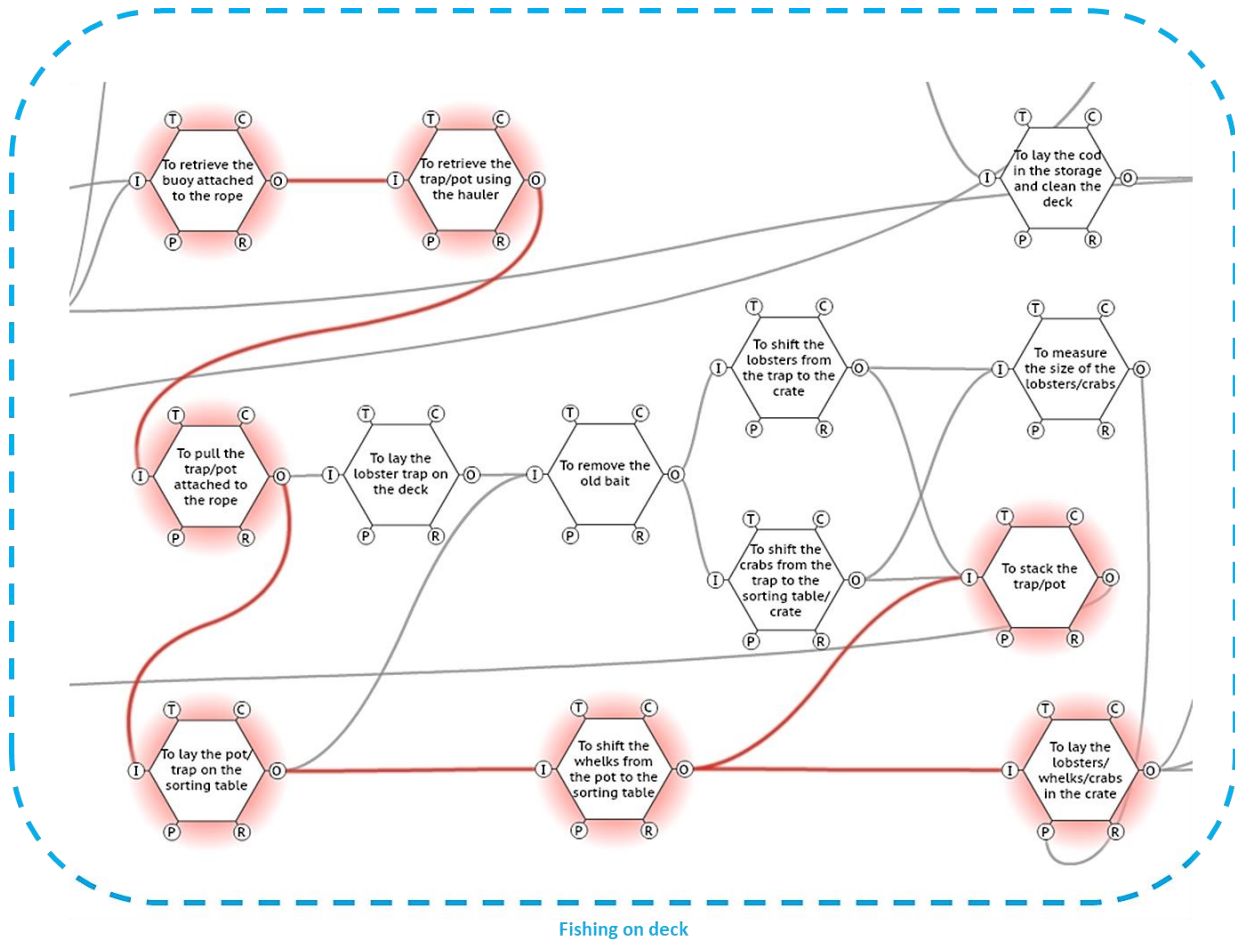 T
C
T
C
T
C
I
To retrieve the
buoy attached
to the rope
O
I
To retrieve the
trap/pot using
the hauler
O
I
To lay the cod
in the storage
and clean the
deck
O
P
R
P
R
P
R
T
C
T
C
I
To shift the
lobsters from
the trap to the
crate
O
I
To measure
the size of the
lobsters/crabs
O
P
R
P
R
T
C
T
C
T
C
I
To pull the
trap/pot
attached to
the rope
O
I
To lay the
lobster trap on
the deck
O
I
To remove the
old bait
O
P
R
P
R
P
R
T
C
T
C
I
To shift the
crabs from the
trap to the
sorting table/
crate
O
I
To stack the
trap/pot
O
P
R
P
R
T
C
T
C
T
C
I
To lay the pot/
trap on the
sorting table
O
I
To shift the
whelks from
the pot to the
sorting table
O
I
To lay the
lobsters/
whelks/crabs
in the crate
O
P
R
P
R
P
R
Fishing on deck